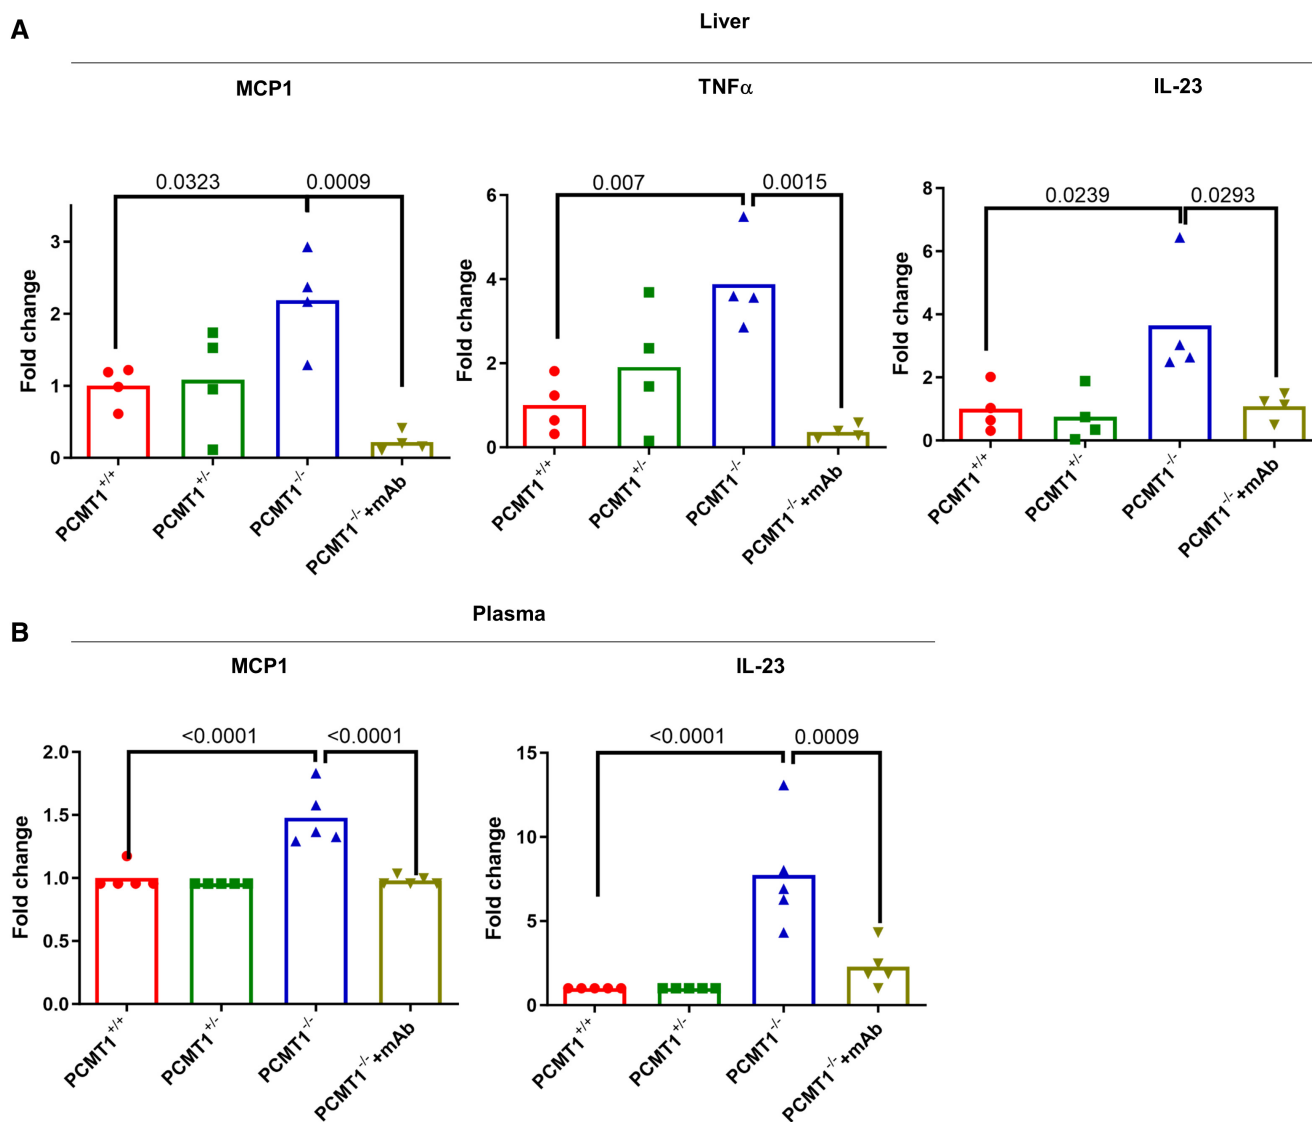 A
Liver
MCP1
TNFα
IL-23
0.0323
0.0009
0.007
0.0015
0.0239
0.0293
Fold change
3
2
1
0
Fold change
6
4
2
0
Fold change
8
6
4
2
0
PCMT1+/+
PCMT1+/-
PCMT1-/-
PCMT1-/-+mAb
PCMT1+/+
PCMT1+/-
PCMT1-/-
PCMT1-/-+mAb
PCMT1+/+
PCMT1+/-
PCMT1-/-
PCMT1-/-+mAb
B
Plasma
MCP1
IL-23
<0.0001
<0.0001
<0.0001
0.0009
Fold change
2.0
1.5
1.0
0.5
0.0
Fold change
15
10
5
0
PCMT1+/+
PCMT1+/-
PCMT1-/-
PCMT1-/-+mAb
PCMT1+/+
PCMT1+/-
PCMT1-/-
PCMT1-/-+mAb